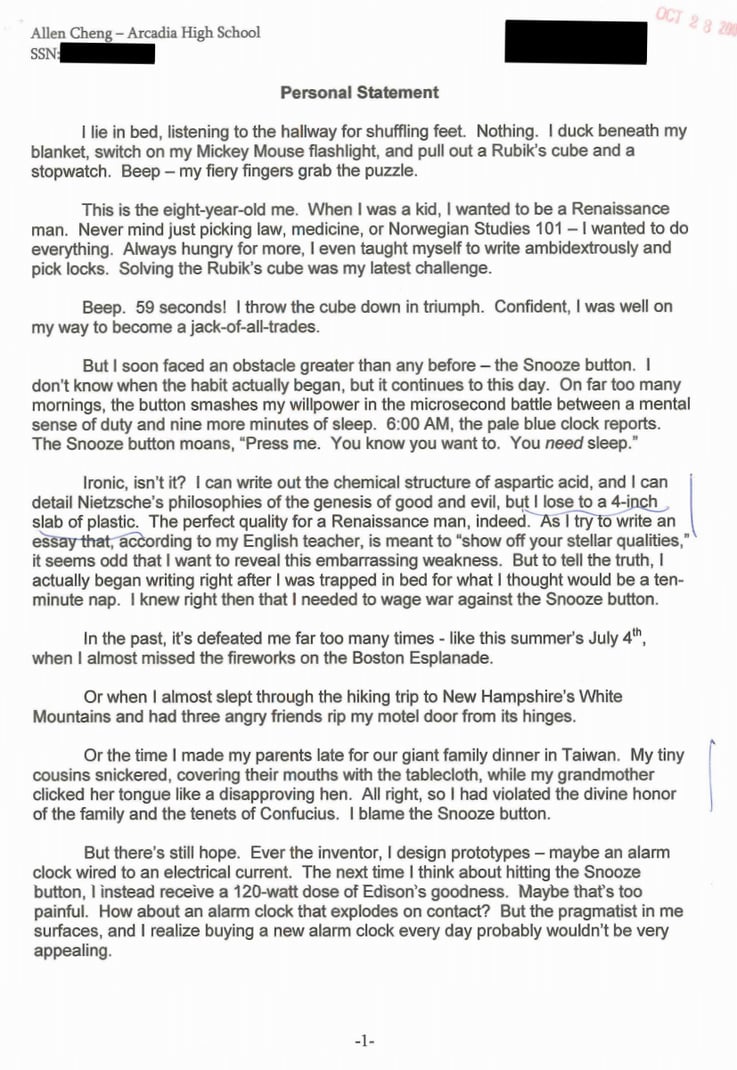 Allen Cheng – Arcadia High School
SSN:
OCT 28 200
Personal Statement
I lie in bed, listening to the hallway for shuffling feet. Nothing. I duck beneath my
blanket, switch on my Mickey Mouse flashlight, and pull out a Rubik's cube and a
stopwatch. Beep – my fiery fingers grab the puzzle.
This is the eight-year-old me. When I was a kid, I wanted to be a Renaissance
man. Never mind just picking law, medicine, or Norwegian Studies 101 – I wanted to do
everything. Always hungry for more, I even taught myself to write ambidextrously and
pick locks. Solving the Rubik's cube was my latest challenge.
Beep. 59 seconds! I throw the cube down in triumph. Confident, I was well on
my way to become a jack-of-all-trades.
But I soon faced an obstacle greater than any before – the Snooze button. I
don't know when the habit actually began, but it continues to this day. On far too many
mornings, the button smashes my willpower in the microsecond battle between a mental
sense of duty and nine more minutes of sleep. 6:00 AM, the pale blue clock reports.
The Snooze button moans, "Press me. You know you want to. You need sleep."
Ironic, isn't it? I can write out the chemical structure of aspartic acid, and I can
detail Nietzsche's philosophies of the genesis of good and evil, but I lose to a 4-inch
slab of plastic. The perfect quality for a Renaissance man, indeed. As I try to write an
essay that, according to my English teacher, is meant to "show off your stellar qualities,"
it seems odd that I want to reveal this embarrassing weakness. But to tell the truth, I
actually began writing right after I was trapped in bed for what I thought would be a ten-
minute nap. I knew right then that I needed to wage war against the Snooze button.
In the past, it's defeated me far too many times - like this summer's July 4th,
when I almost missed the fireworks on the Boston Esplanade.
Or when I almost slept through the hiking trip to New Hampshire's White
Mountains and had three angry friends rip my motel door from its hinges.
Or the time I made my parents late for our giant family dinner in Taiwan. My tiny
cousins snickered, covering their mouths with the tablecloth, while my grandmother
clicked her tongue like a disapproving hen. All right, so I had violated the divine honor
of the family and the tenets of Confucius. I blame the Snooze button.
But there's still hope. Ever the inventor, I design prototypes – maybe an alarm
clock wired to an electrical current. The next time I think about hitting the Snooze
button, I instead receive a 120-watt dose of Edison's goodness. Maybe that's too
painful. How about an alarm clock that explodes on contact? But the pragmatist in me
surfaces, and I realize buying a new alarm clock every day probably wouldn't be very
appealing.
-1-